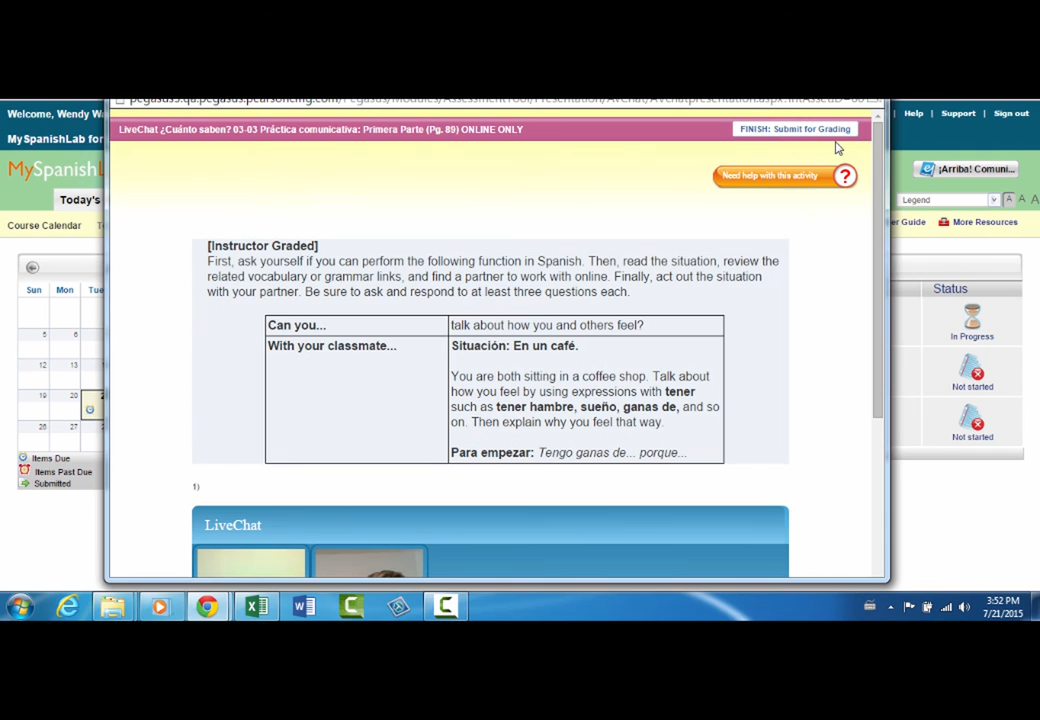 Welcome, Wendy
Help | Support | Sign out
MySpanishLab for
LiveChat ¿Cuánto saben? 03-03 Práctica comunicativa: Primera Parte (Pg. 89) ONLINE ONLY
FINISH: Submit for Grading
MySpanishL
Need help with this activity ?
¡Arriba! Comuni...
Today's
Legend
A A A
Course Calendar
er Guide
More Resources
[Instructor Graded]
First, ask yourself if you can perform the following function in Spanish. Then, read the situation, review the
related vocabulary or grammar links, and find a partner to work with online. Finally, act out the situation
with your partner. Be sure to ask and respond to at least three questions each.
Sun Mon Tue
Status
Can you... talk about how you and others feel?
With your classmate... Situación: En un café.
You are both sitting in a coffee shop. Talk about
how you feel by using expressions with tener
such as tener hambre, sueño, ganas de, and so
on. Then explain why you feel that way.
Para empezar: Tengo ganas de... porque...
In Progress
Not started
Not started
5 6
12 13
19 20
26 27
Items Due
Items Past Due
Submitted
1)
LiveChat
3:52 PM
7/21/2015